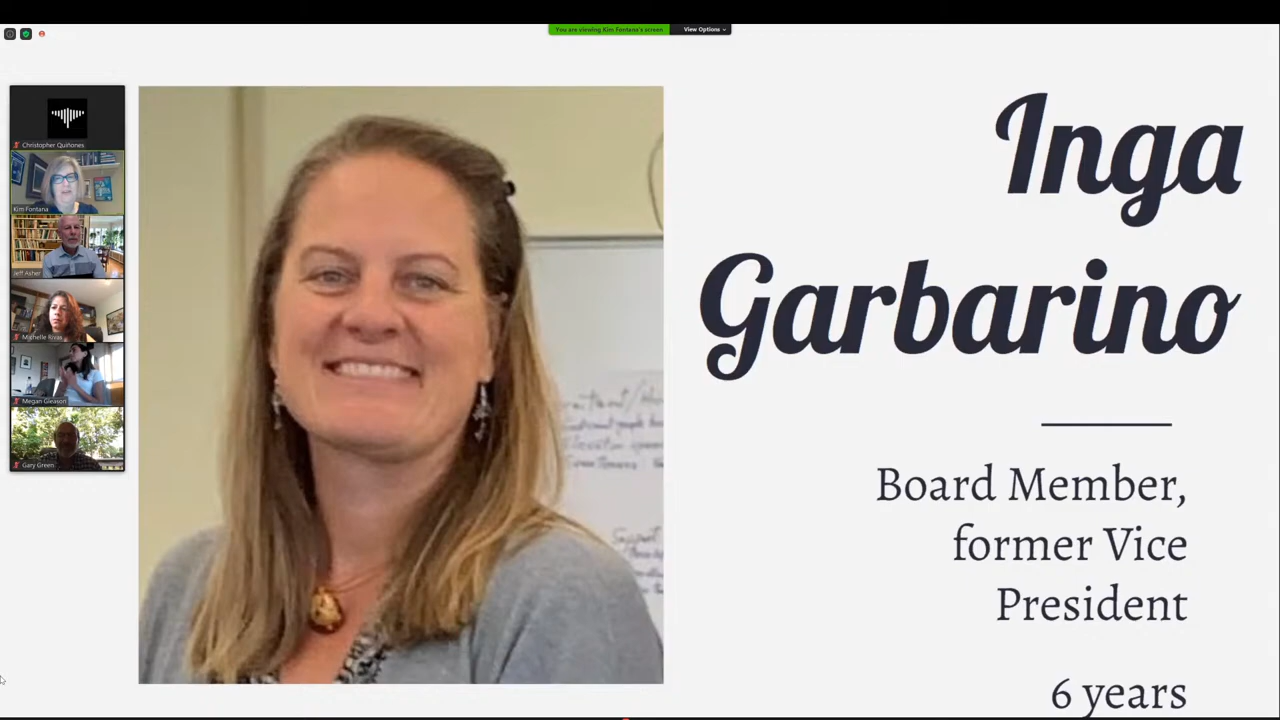 You are viewing Kim Fontana's screen View Options
Christopher Quiñones
Kim Fontana
Jeff Asher
Michelle Rivas
Megan Gleason
Gary Green
Inga
Garbarino
Board Member,
former Vice
President
6 years